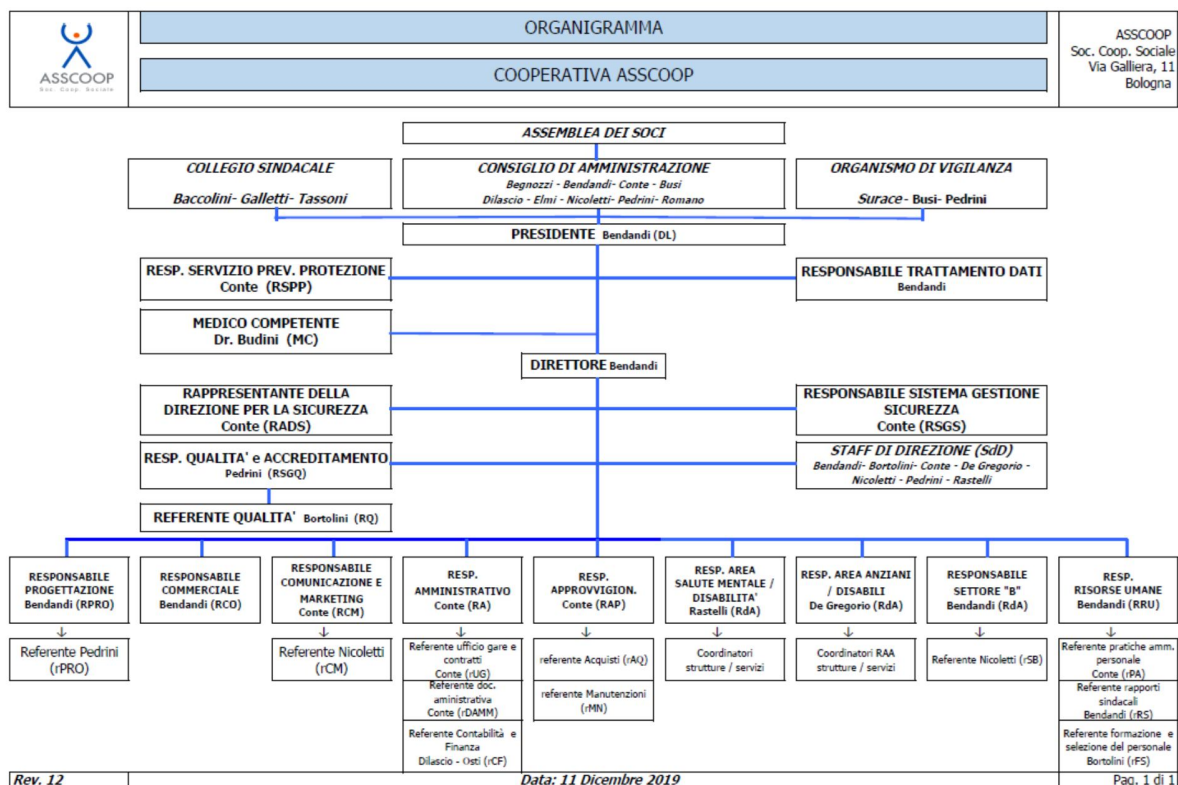 ASSCOOP
Soc. Coop. Sociale
ORGANIGRAMMA
COOPERATIVA ASSCOOP
ASSCOOP
Soc. Coop. Sociale
Via Galliera, 11
Bologna
ASSEMBLEA DEI SOCI
COLLEGIO SINDACALE
Baccolini- Galletti- Tassoni
CONSIGLIO DI AMMINISTRAZIONE
Begnozzi - Bendandi- Conte - Busi
Dilascio - Elmi - Nicoletti- Pedrini- Romano
ORGANISMO DI VIGILANZA
Surace - Busi- Pedrini
PRESIDENTE Bendandi (DL)
RESP. SERVIZIO PREV. PROTEZIONE
Conte (RSPP)
RESPONSABILE TRATTAMENTO DATI
Bendandi
MEDICO COMPETENTE
Dr. Budini (MC)
DIRETTORE Bendandi
RAPPRESENTANTE DELLA
DIREZIONE PER LA SICUREZZA
Conte (RADS)
RESPONSABILE SISTEMA GESTIONE
SICUREZZA
Conte (RSGS)
RESP. QUALITA' e ACCREDITAMENTO
Pedrini (RSGQ)
STAFF DI DIREZIONE (SdD)
Bendandi- Bortolini- Conte - De Gregorio -
Nicoletti - Pedrini - Rastelli
REFERENTE QUALITA' Bortolini (RQ)
RESPONSABILE
PROGETTAZIONE
Bendandi (RPRO)
RESPONSABILE
COMMERCIALE
Bendandi (RCO)
RESPONSABILE
COMUNICAZIONE E
MARKETING
Conte (RCM)
RESP.
AMMINISTRATIVO
Conte (RA)
RESP.
APPROVVIGION.
Conte (RAP)
RESP. AREA
SALUTE MENTALE /
DISABILITA'
Rastelli (RdA)
RESP. AREA ANZIANI
/ DISABILI
De Gregorio (RdA)
RESPONSABILE
SETTORE "B"
Bendandi (RdA)
RESP.
RISORSE UMANE
Bendandi (RRU)
Referente Pedrini
(rPRO)
Referente Nicoletti
(rCM)
Referente ufficio gare e
contratti
Conte (rUG)
Referente doc.
aministrativa
Conte (rDAMM)
Referente Contabilità e
Finanza
Dilascio - Osti (rCF)
referente Acquisti (rAQ)
referente Manutenzioni
(rMN)
Coordinatori
strutture / servizi
Coordinatori RAA
strutture / servizi
Referente Nicoletti (rSB)
Referente pratiche amm.
personale
Conte (rPA)
Referente rapporti
sindacali
Bendandi (rRS)
Referente formazione e
selezione del personale
Bortolini (rFS)
Rev. 12
Data: 11 Dicembre 2019
Pag. 1 di 1